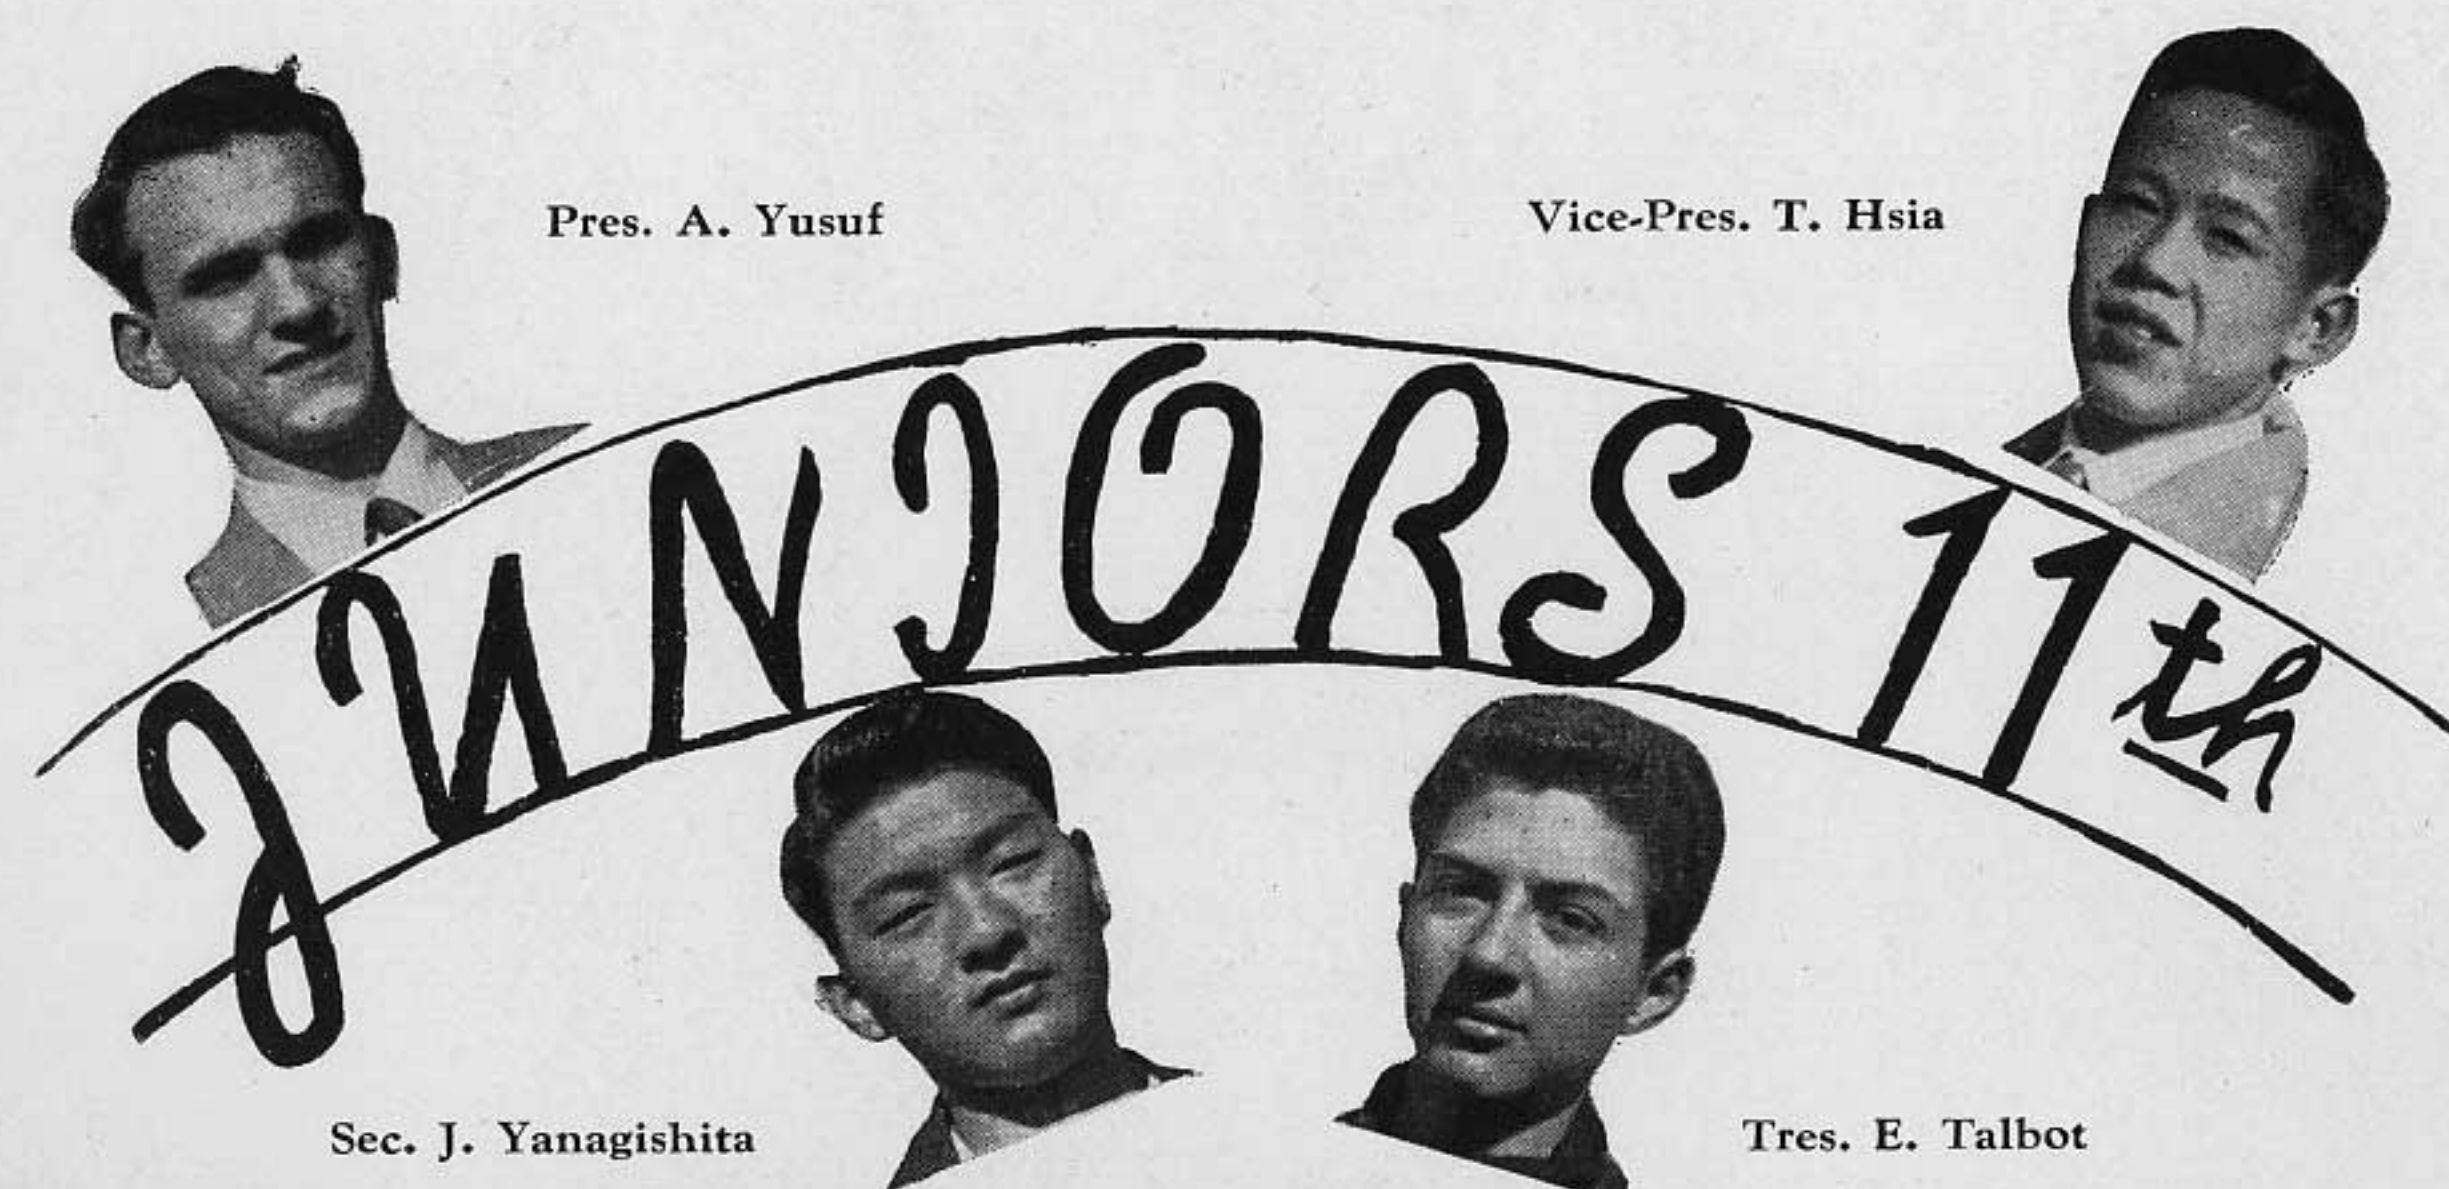 Pres. A. Yusuf
Vice-Pres. T. Hsia
JUNIORS 11th
Sec. J. Yanagishita
Tres. E. Talbot